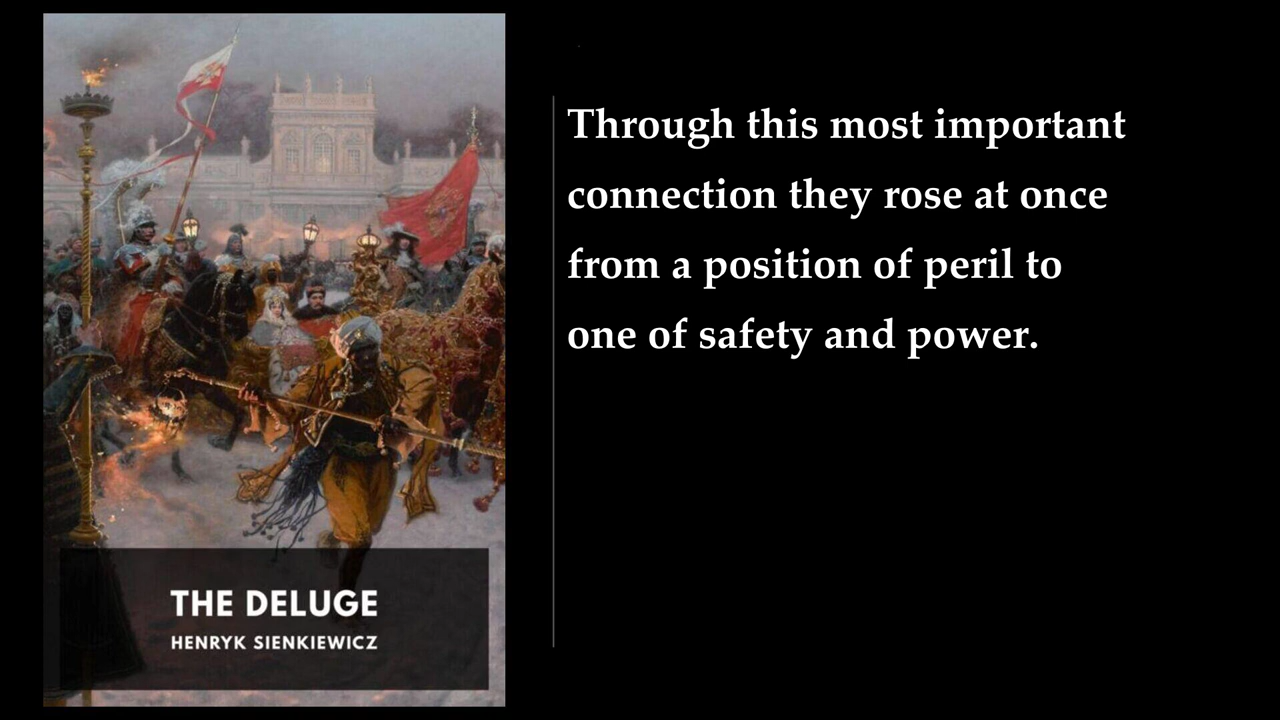 THE DELUGE
HENRYK SIENKIEWICZ
Through this most important
connection they rose at once
from a position of peril to
one of safety and power.